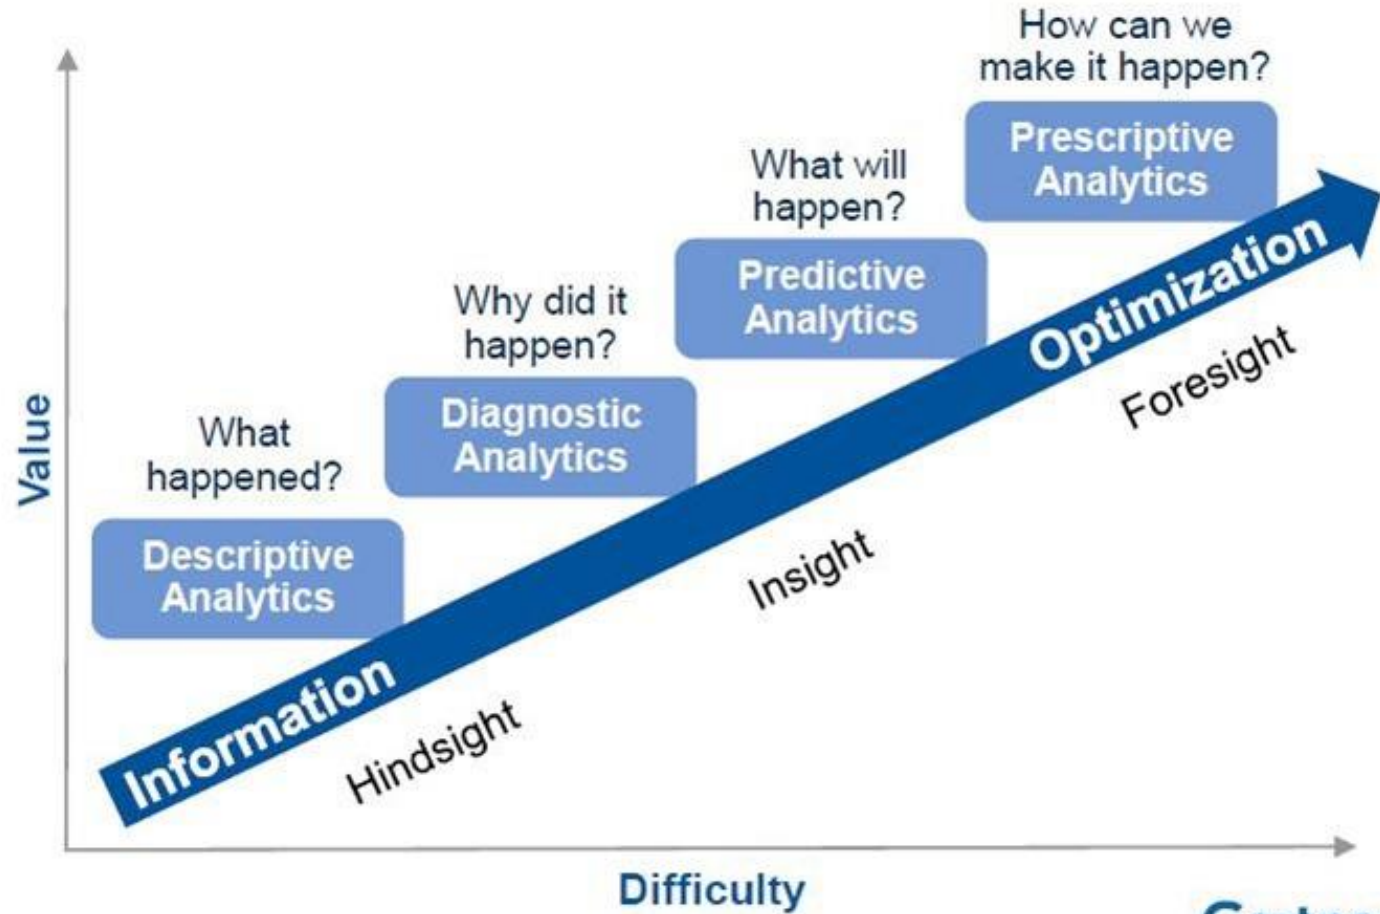 How can we
make it happen?
Prescriptive
Analytics
What will
happen?
Predictive
Analytics
Why did it
happen?
Diagnostic
Analytics
What
happened?
Descriptive
Analytics
Value
Information
Optimization
Hindsight
Insight
Foresight
Difficulty